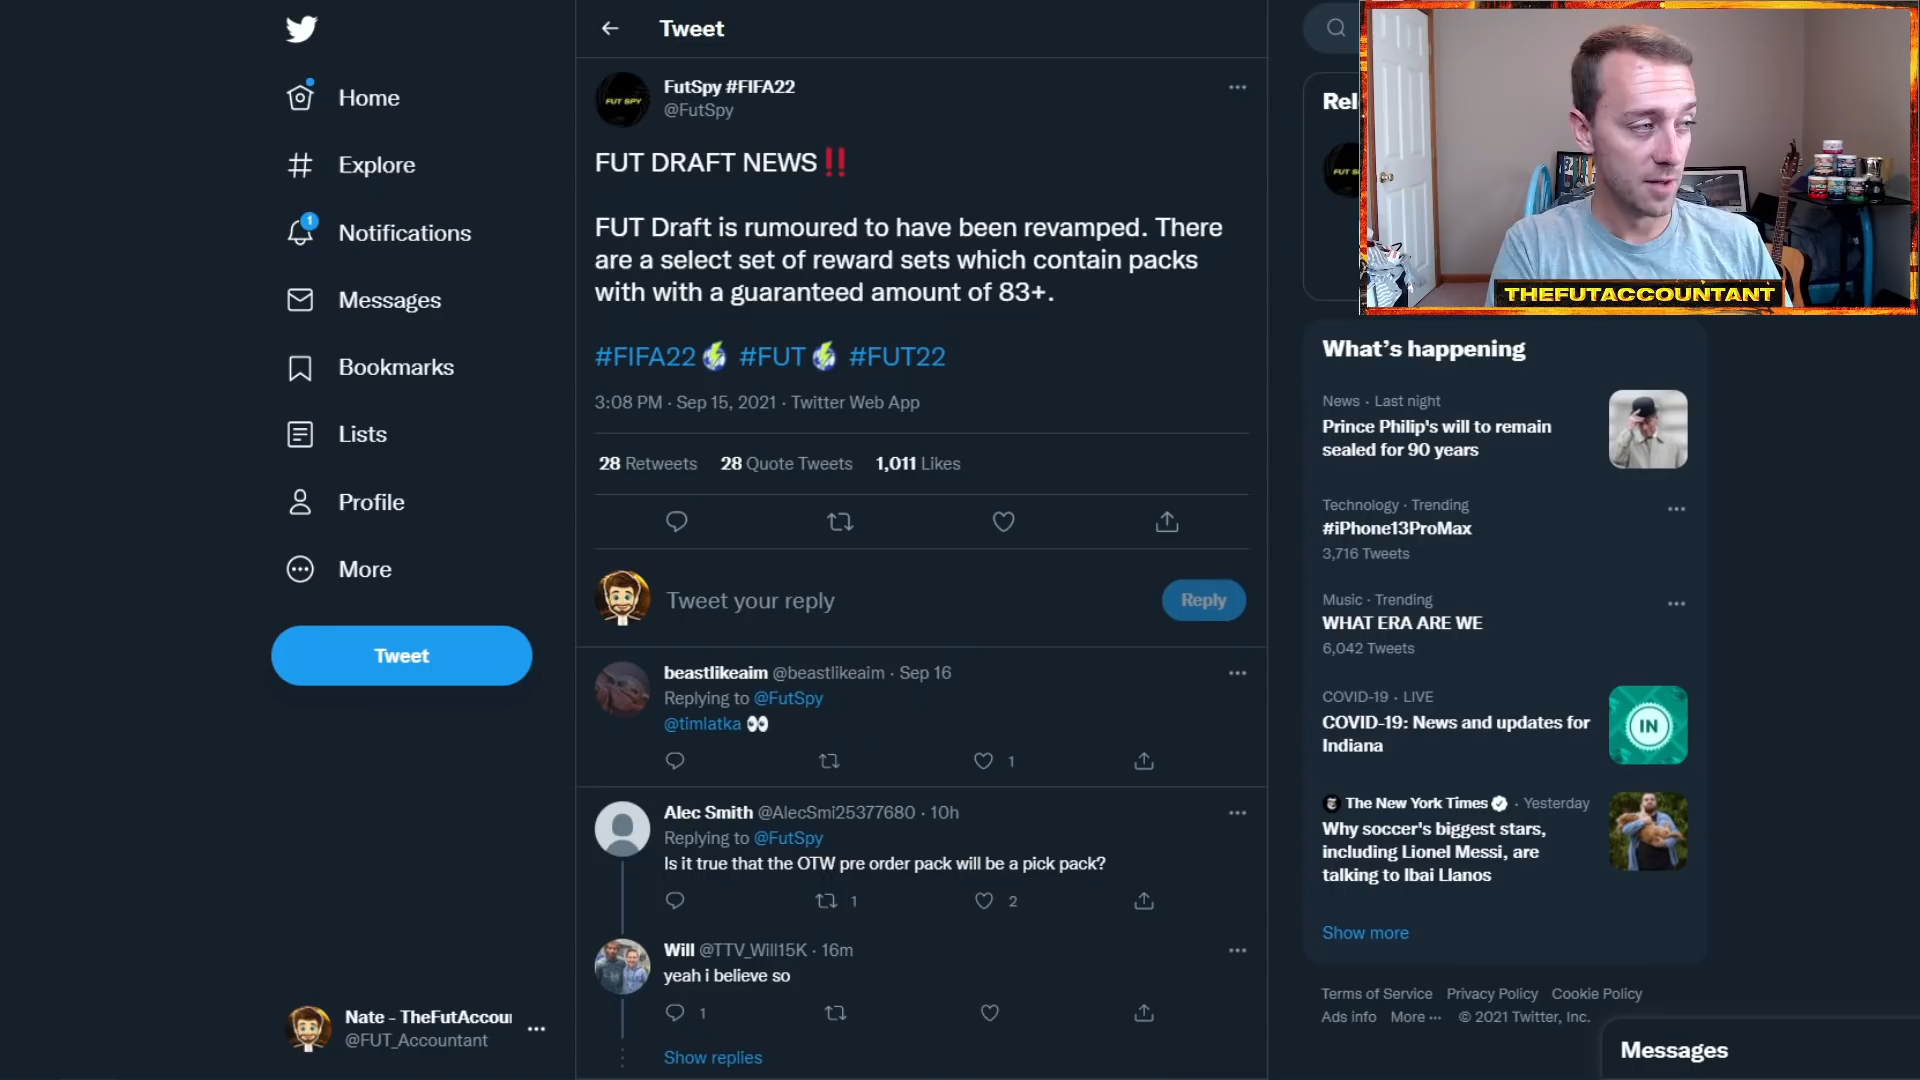 Home
Explore
1
Notifications
Messages
Bookmarks
Lists
Profile
More
Tweet
Nate - TheFutAccou
@FUT_Accountant
Tweet
FUT SPY
FutSpy #FIFA22
@FutSpy
FUT DRAFT NEWS‼️
FUT Draft is rumoured to have been revamped. There
are a select set of reward sets which contain packs
with with a guaranteed amount of 83+.
#FIFA22 #FUT #FUT22
3:08 PM · Sep 15, 2021 · Twitter Web App
28 Retweets 28 Quote Tweets 1,011 Likes
Tweet your reply
Reply
beastlikeaim @beastlikeaim · Sep 16
Replying to @FutSpy
@timlatka 👀
1
Alec Smith @AlecSmi25377680 · 10h
Replying to @FutSpy
Is it true that the OTW pre order pack will be a pick pack?
1 2
Will @TTV_Will15K · 16m
yeah i believe so
1
Show replies
Rel
FUT S
THEFUTACCOUNTANT
What's happening
News · Last night
Prince Philip's will to remain
sealed for 90 years
Technology · Trending
#iPhone13ProMax
3,716 Tweets
Music · Trending
WHAT ERA ARE WE
6,042 Tweets
COVID-19 · LIVE
COVID-19: News and updates for
Indiana
IN
The New York Times · Yesterday
Why soccer's biggest stars,
including Lionel Messi, are
talking to Ibai Llanos
Show more
Terms of Service Privacy Policy Cookie Policy
Ads info More ··· © 2021 Twitter, Inc.
Messages